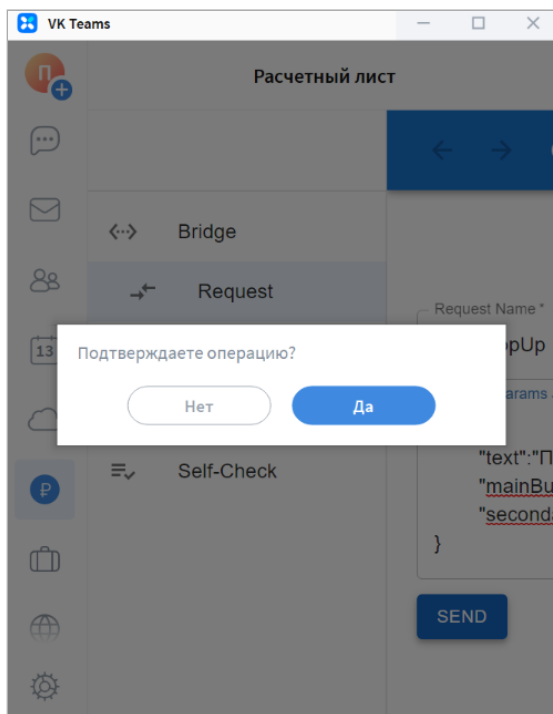 VK Teams
П
Расчетный лист
Bridge
Request
Request Name *
13
Подтверждаете операцию?
pUp
Нет
Да
arams
Self-Check
"text":"П
"mainBu
"seconda
}
SEND